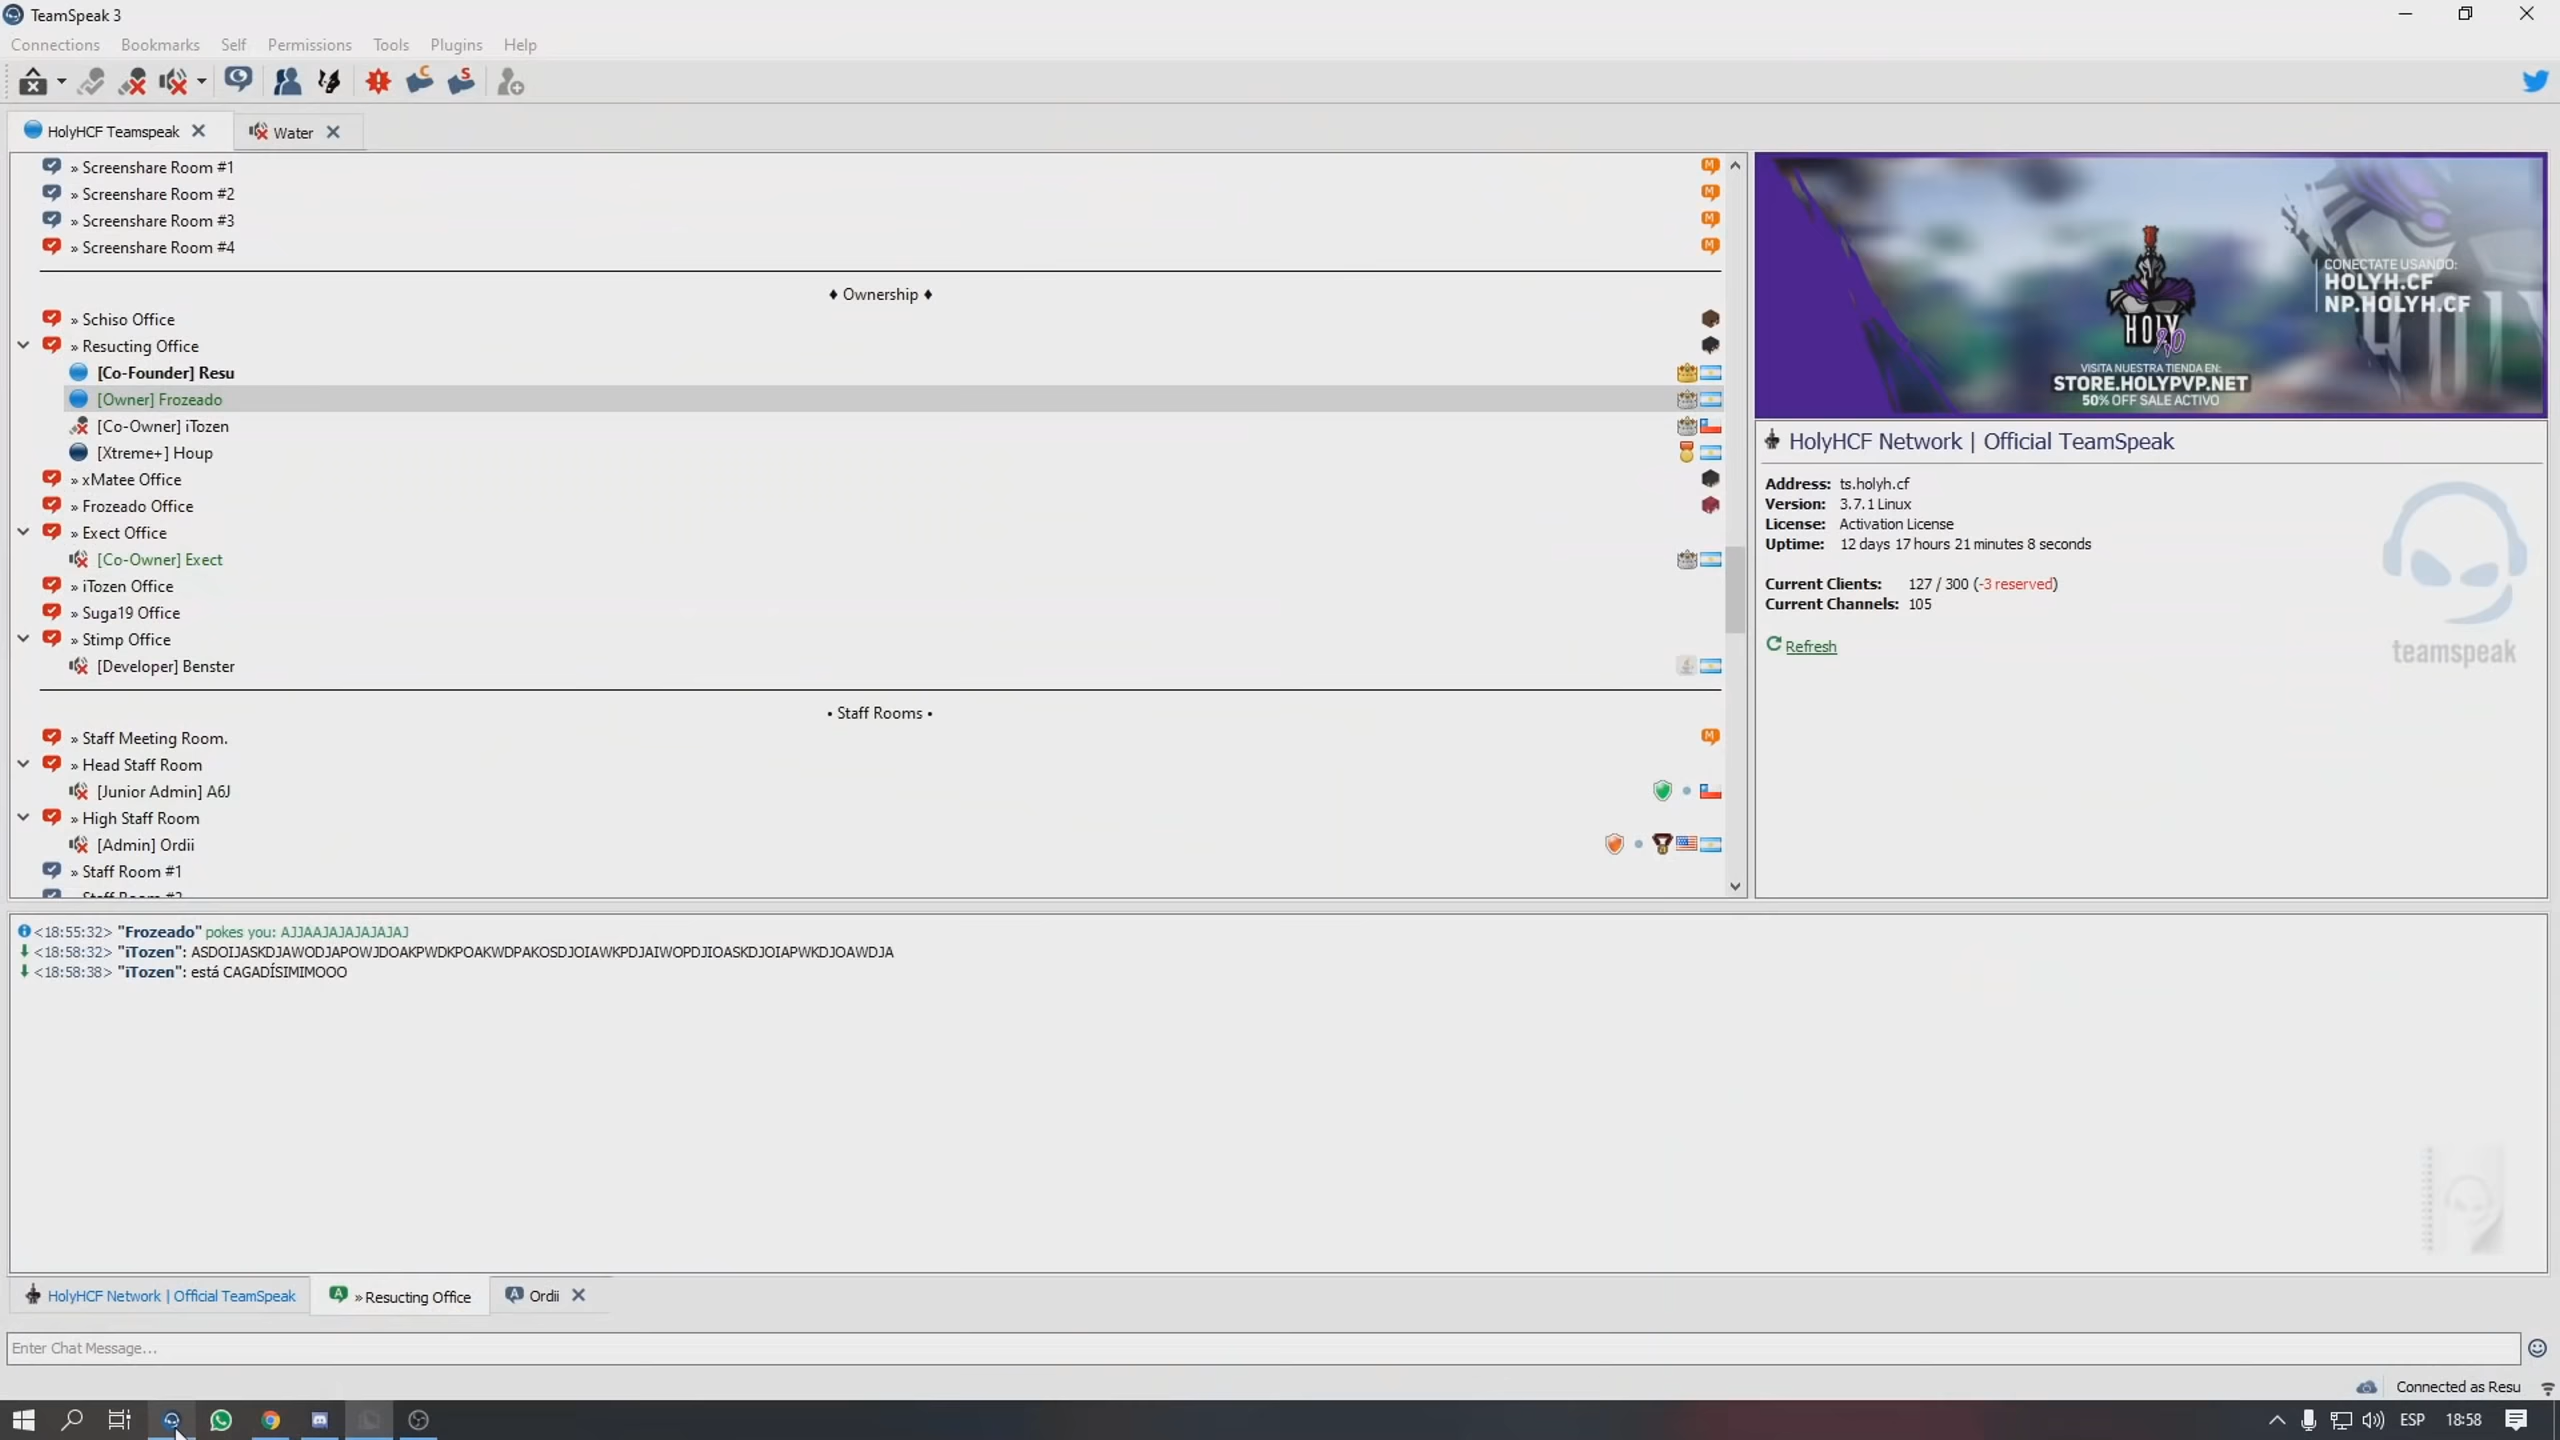 TeamSpeak 3
Connections Bookmarks Self Permissions Tools Plugins Help
HolyHCF Teamspeak
Water
» Screenshare Room #1
» Screenshare Room #2
» Screenshare Room #3
» Screenshare Room #4
♦ Ownership ♦
» Schiso Office
» Resucting Office
[Co-Founder] Resu
[Owner] Frozeado
[Co-Owner] iTozen
[Xtreme+] Houp
» xMatee Office
» Frozeado Office
» Exect Office
[Co-Owner] Exect
» iTozen Office
» Suga19 Office
» Stimp Office
[Developer] Benster
• Staff Rooms •
» Staff Meeting Room.
» Head Staff Room
[Junior Admin] A6J
» High Staff Room
[Admin] Ordii
» Staff Room #1
CONECTATE USANDO:
HOLYH.CF
NP.HOLYH.CF
HOLY
VISITA NUESTRA TIENDA EN:
STORE.HOLYPVP.NET
50% OFF SALE ACTIVO
HolyHCF Network | Official TeamSpeak
Address: ts.holyh.cf
Version: 3.7.1 Linux
License: Activation License
Uptime: 12 days 17 hours 21 minutes 8 seconds
Current Clients: 127 / 300 (-3 reserved)
Current Channels: 105
Refresh
teamspeak
<18:55:32> "Frozeado" pokes you: AJJAAJAJAJAJAJAJ
<18:58:32> "iTozen": ASDOIJASKDJAWODJAPOWJDOAKPWDKPOAKWDPAKOSDJOIAWKPDJAIWOPDJIOASKDJOIAPWKDJOAWDJA
<18:58:38> "iTozen": está CAGADÍSIMIMOOO
HolyHCF Network | Official TeamSpeak
» Resucting Office
Ordii
Enter Chat Message...
Connected as Resu
ESP 18:58